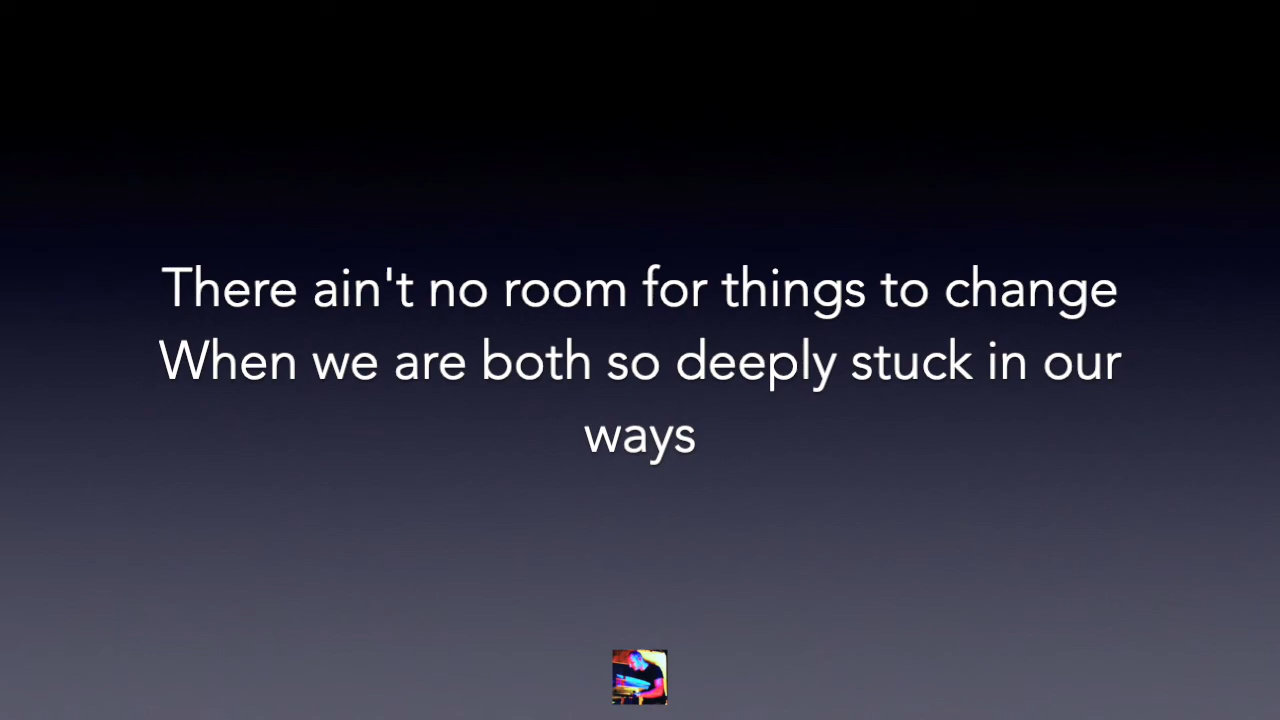 There ain't no room for things to change
When we are both so deeply stuck in our
ways